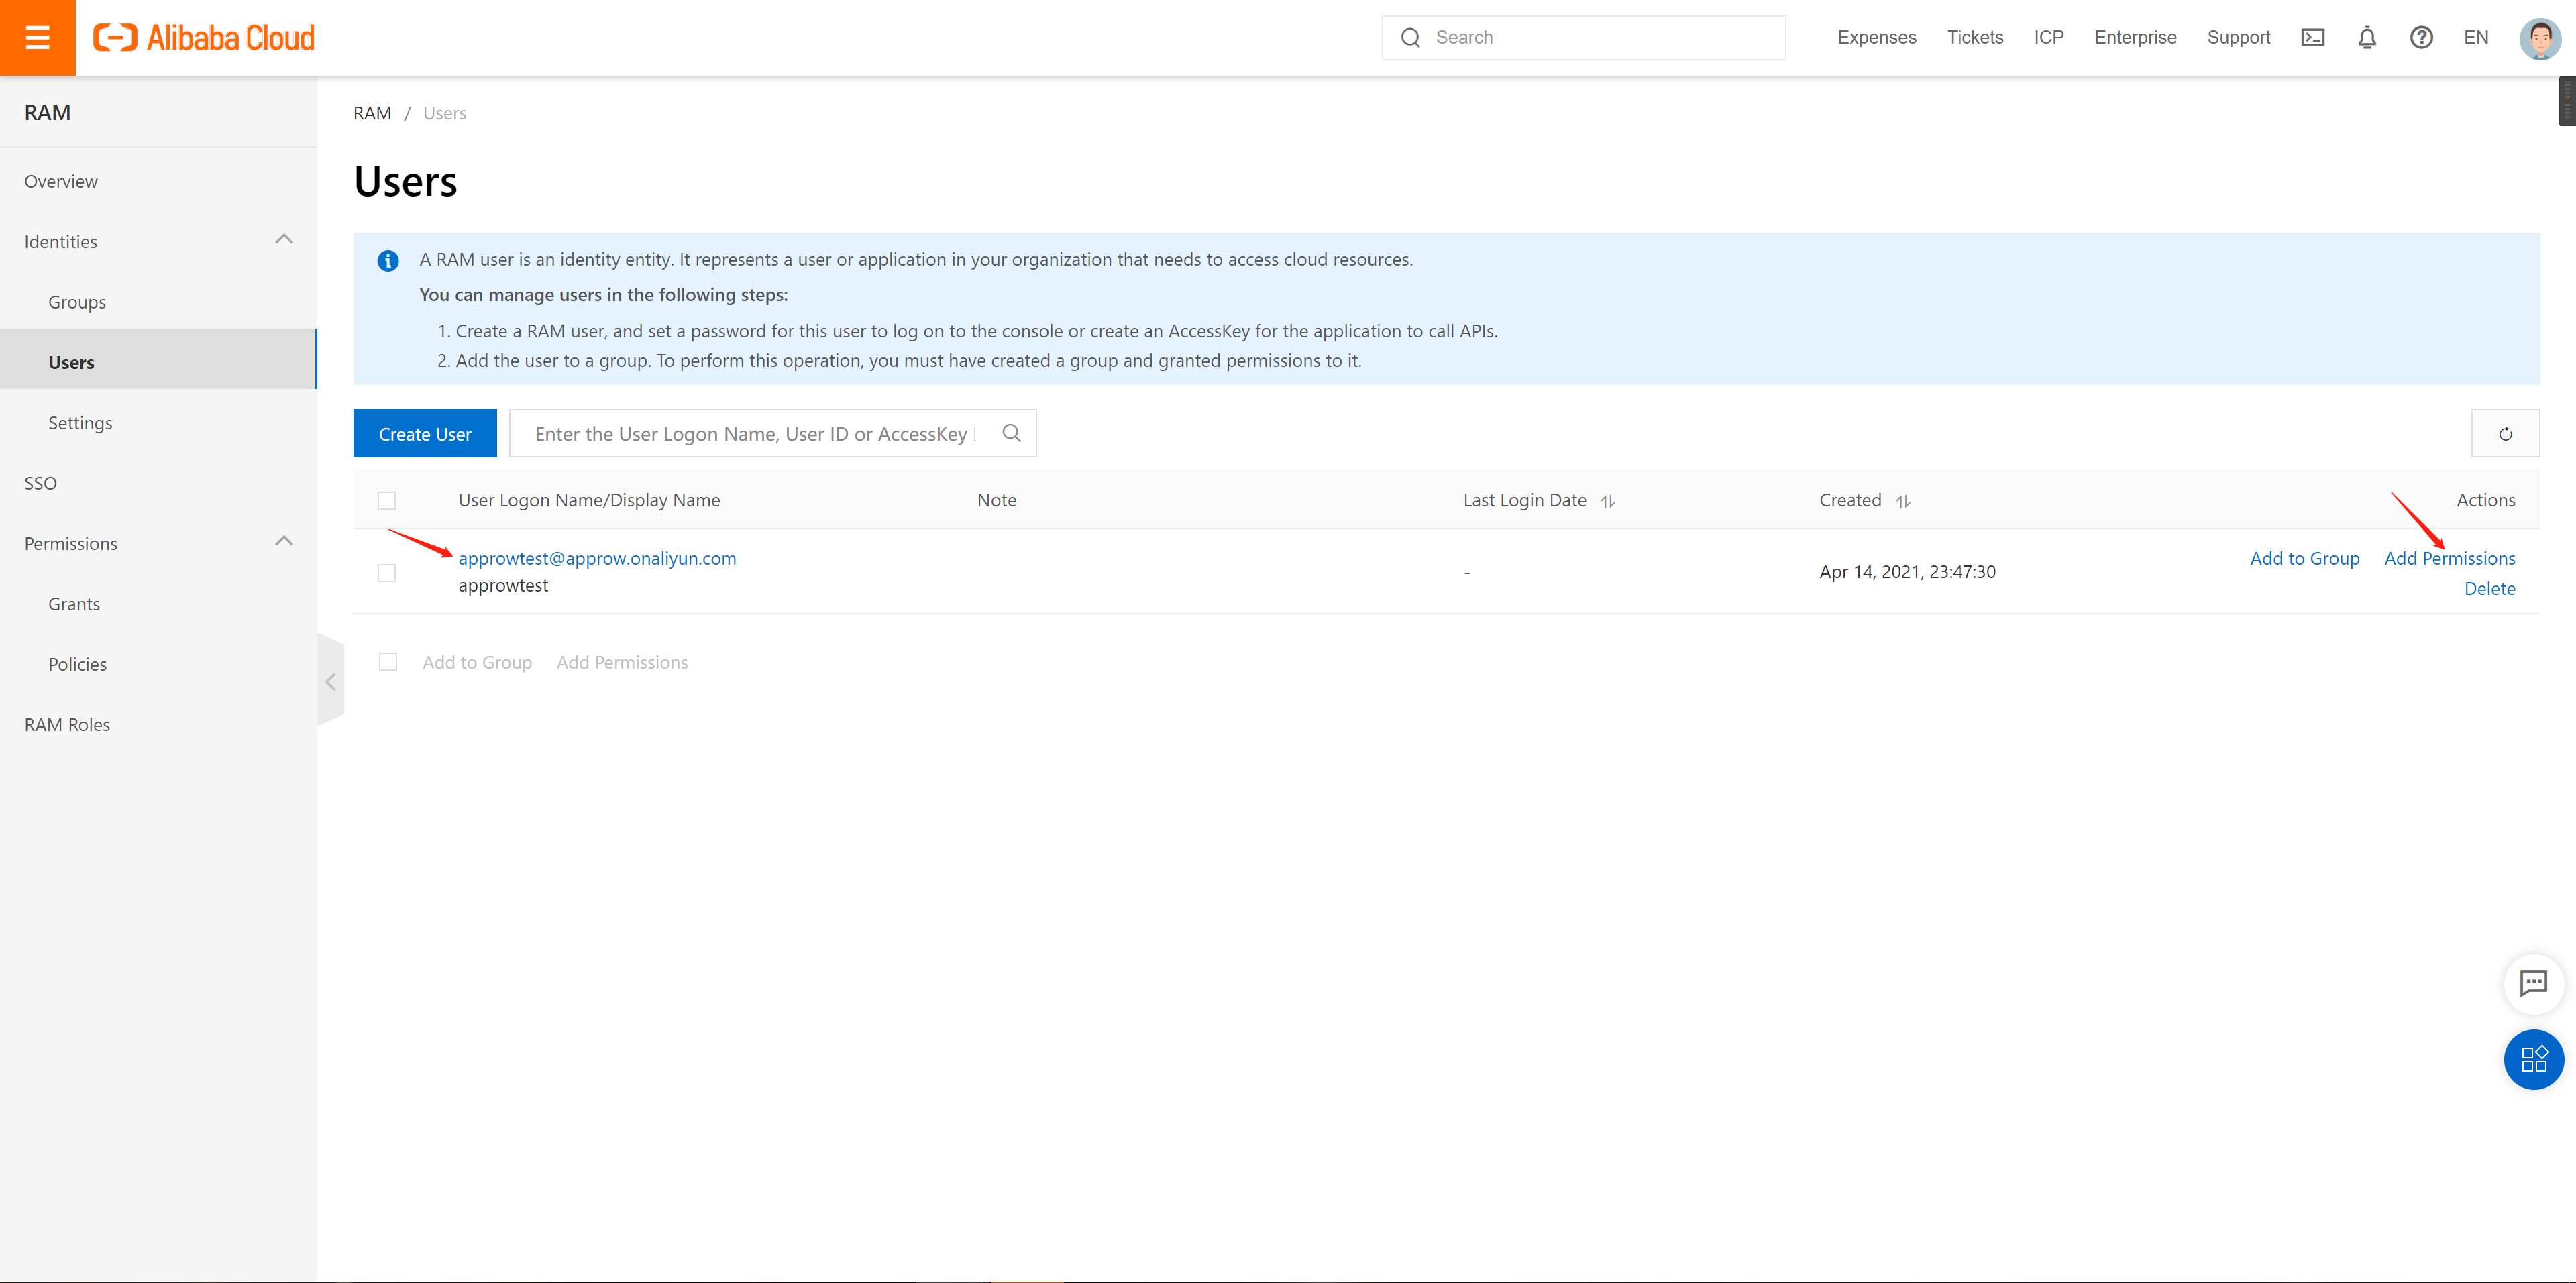 Alibaba Cloud
Search
Expenses
Tickets
ICP
Enterprise
Support
EN
RAM
Overview
Identities
Groups
Users
Settings
SSO
Permissions
Grants
Policies
RAM Roles
RAM / Users
Users
A RAM user is an identity entity. It represents a user or application in your organization that needs to access cloud resources.
You can manage users in the following steps:
1. Create a RAM user, and set a password for this user to log on to the console or create an AccessKey for the application to call APIs.
2. Add the user to a group. To perform this operation, you must have created a group and granted permissions to it.
Create User
Enter the User Logon Name, User ID or AccessKey
User Logon Name/Display Name
Note
Last Login Date
Created
Actions
approwtest@approw.onaliyun.com
approwtest
-
Apr 14, 2021, 23:47:30
Add to Group
Add Permissions
Delete
Add to Group
Add Permissions